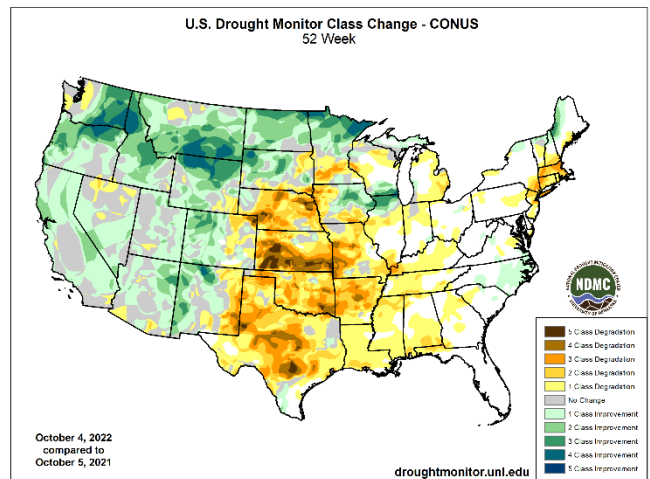 U.S. Drought Monitor Class Change - CONUS
52 Week
NDMC
5 Class Degradation
4 Class Degradation
3 Class Degradation
2 Class Degradation
1 Class Degradation
No Change
1 Class Improvement
2 Class Improvement
3 Class Improvement
4 Class Improvement
5 Class Improvement
October 4, 2022
compared to
October 5, 2021
droughtmonitor.unl.edu